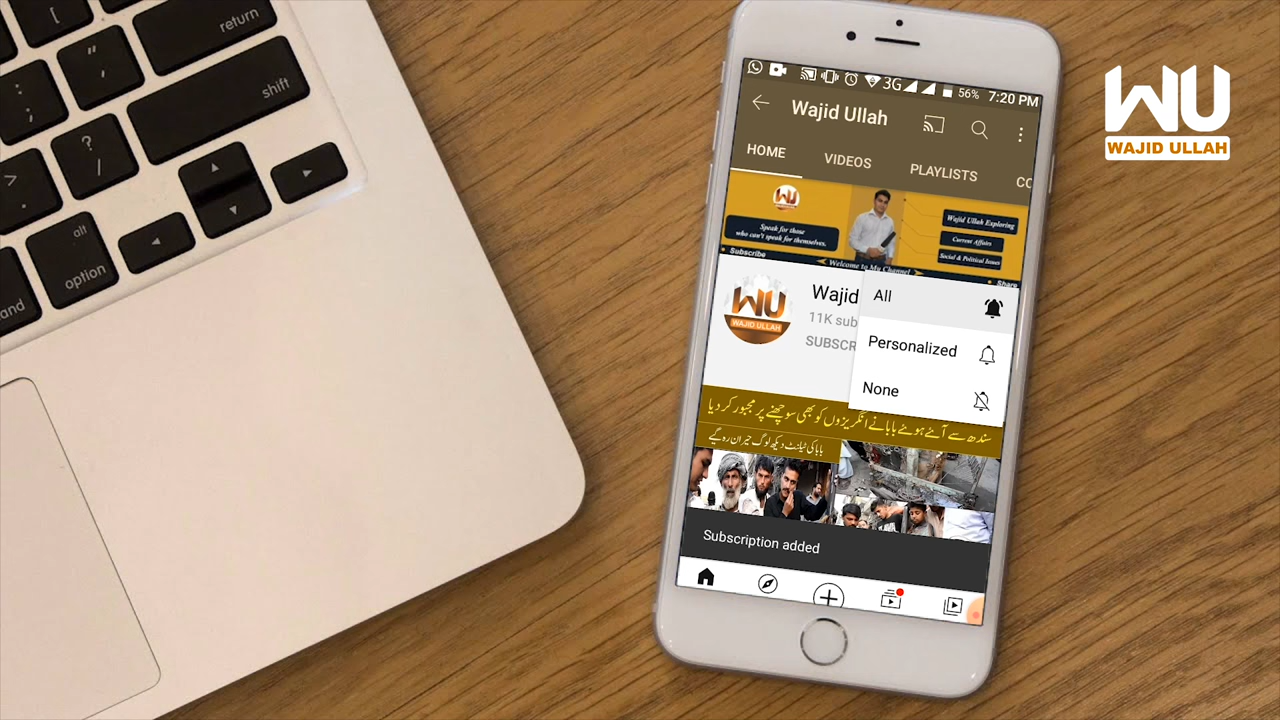 return
shift
alt
option
WU
WAJID ULLAH
3G 56% 7:20 PM
Wajid Ullah
HOME VIDEOS PLAYLISTS
WU
Speak for those
who can't speak for themselves.
Wajid Ullah Exploring
Current Affairs
Social & Political Issues
Subscribe
Welcome to My Channel
Share
WU
WAJID ULLAH
Wajid
11K sub
SUBSCR
All
Personalized
None
سندھ سے آئے ہوئے بابا نے انگریزوں کو بھی سوچھنے پر مجبور کر دیا
بابا کی ٹیلنٹ دیکھ لوگ حیران رہ گیے
Subscription added